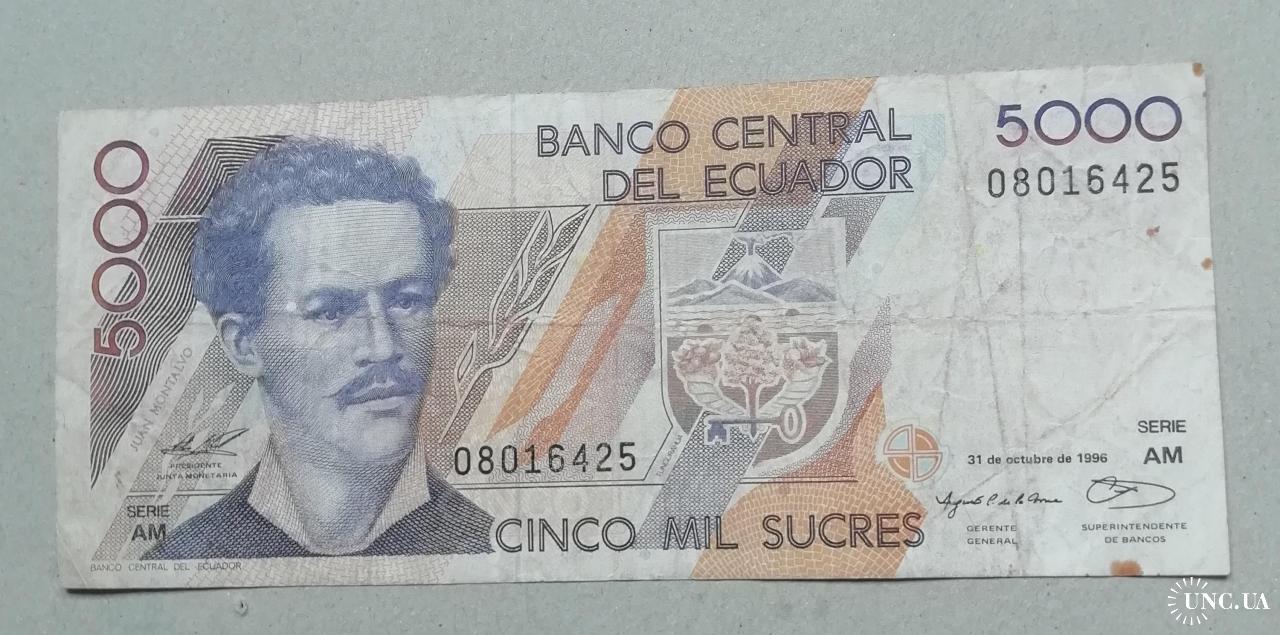 BANCO CENTRAL
DEL ECUADOR
5000
08016425
5000
JUAN MONTALVO
PRESIDENTE
JUNTA MONETARIA
SERIE
AM
08016425
CINCO MIL SUCRES
31 de octubre de 1996
SERIE
AM
GERENTE
GENERAL
SUPERINTENDENTE
DE BANCOS
BANCO CENTRAL DEL ECUADOR
UNC.UA